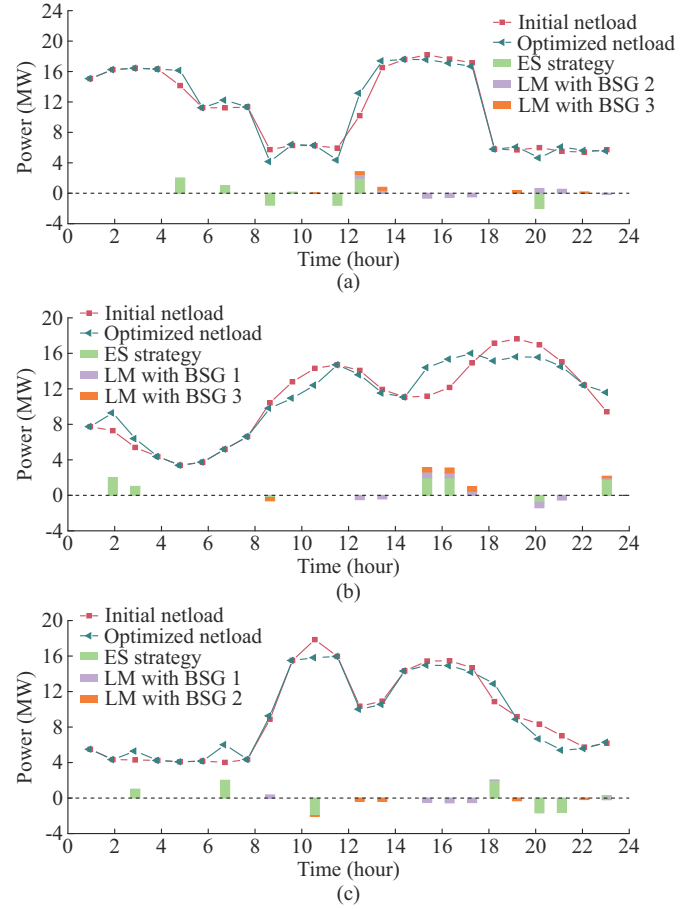 24
20
16
12
8
4
0
-4
Power (MW)
Initial netload
Optimized netload
ES strategy
LM with BSG 2
LM with BSG 3
0 2 4 6 8 10 12 14 16 18 20 22 24
Time (hour)
(a)
20
16
12
8
4
0
-4
Power (MW)
Initial netload
Optimized netload
ES strategy
LM with BSG 1
LM with BSG 3
0 2 4 6 8 10 12 14 16 18 20 22 24
Time (hour)
(b)
20
16
12
8
4
0
-4
Power (MW)
Initial netload
Optimized netload
ES strategy
LM with BSG 1
LM with BSG 2
0 2 4 6 8 10 12 14 16 18 20 22 24
Time (hour)
(c)